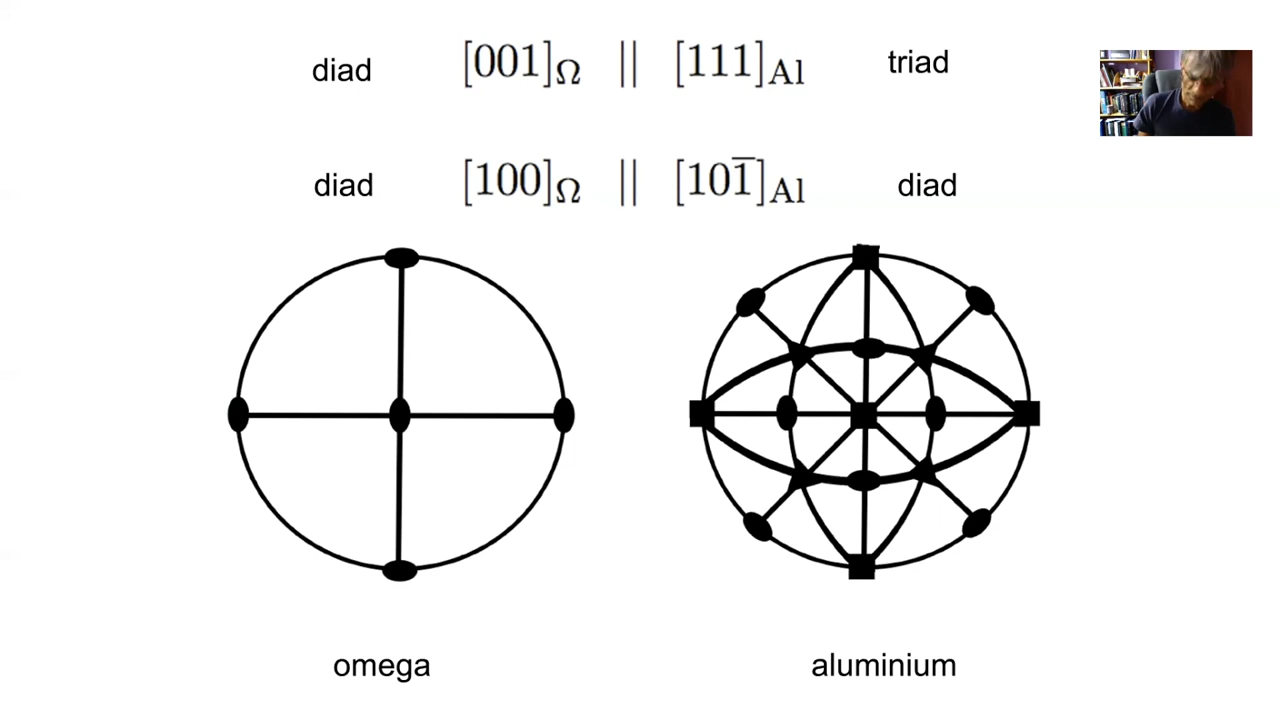 diad [001]Ω || [111]Al triad
diad [100]Ω || [101̅]Al diad
omega aluminium